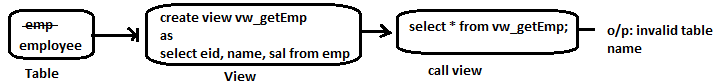 emp
employee
Table
create view vw_getEmp
as
select eid, name, sal from emp
View
select * from vw_getEmp;
call view
o/p: invalid table
name